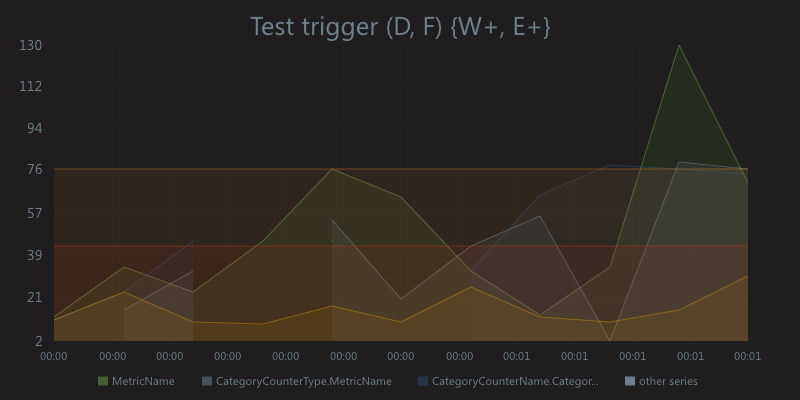 Test trigger (D, F) {W+, E+}
130
112
94
76
57
39
21
2
00:00 00:00 00:00 00:00 00:00 00:00 00:00 00:00 00:01 00:01 00:01 00:01 00:01
MetricName CategoryCounterType.MetricName CategoryCounterName.Categor... other series